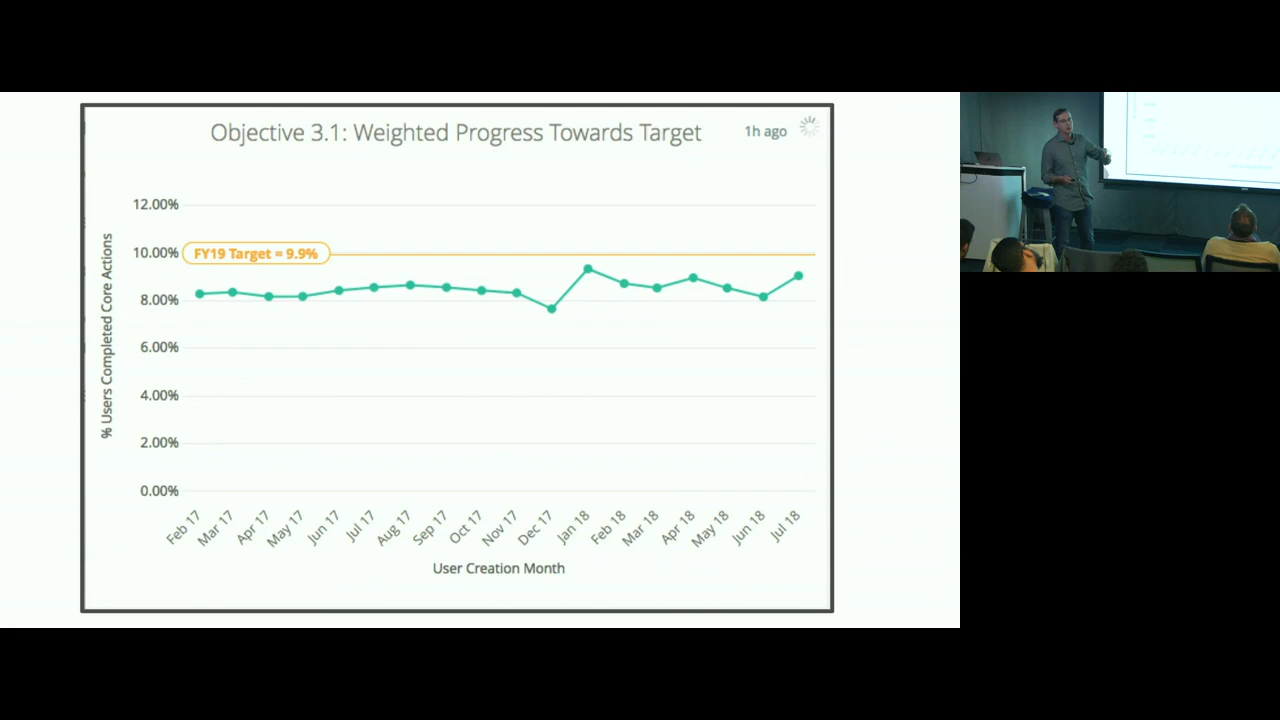 Objective 3.1: Weighted Progress Towards Target
1h ago
% Users Completed Core Actions
12.00%
10.00%
FY19 Target = 9.9%
8.00%
6.00%
4.00%
2.00%
0.00%
Feb 17
Mar 17
Apr 17
May 17
Jun 17
Jul 17
Aug 17
Sep 17
Oct 17
Nov 17
Dec 17
Jan 18
Feb 18
Mar 18
Apr 18
May 18
Jun 18
Jul 18
User Creation Month